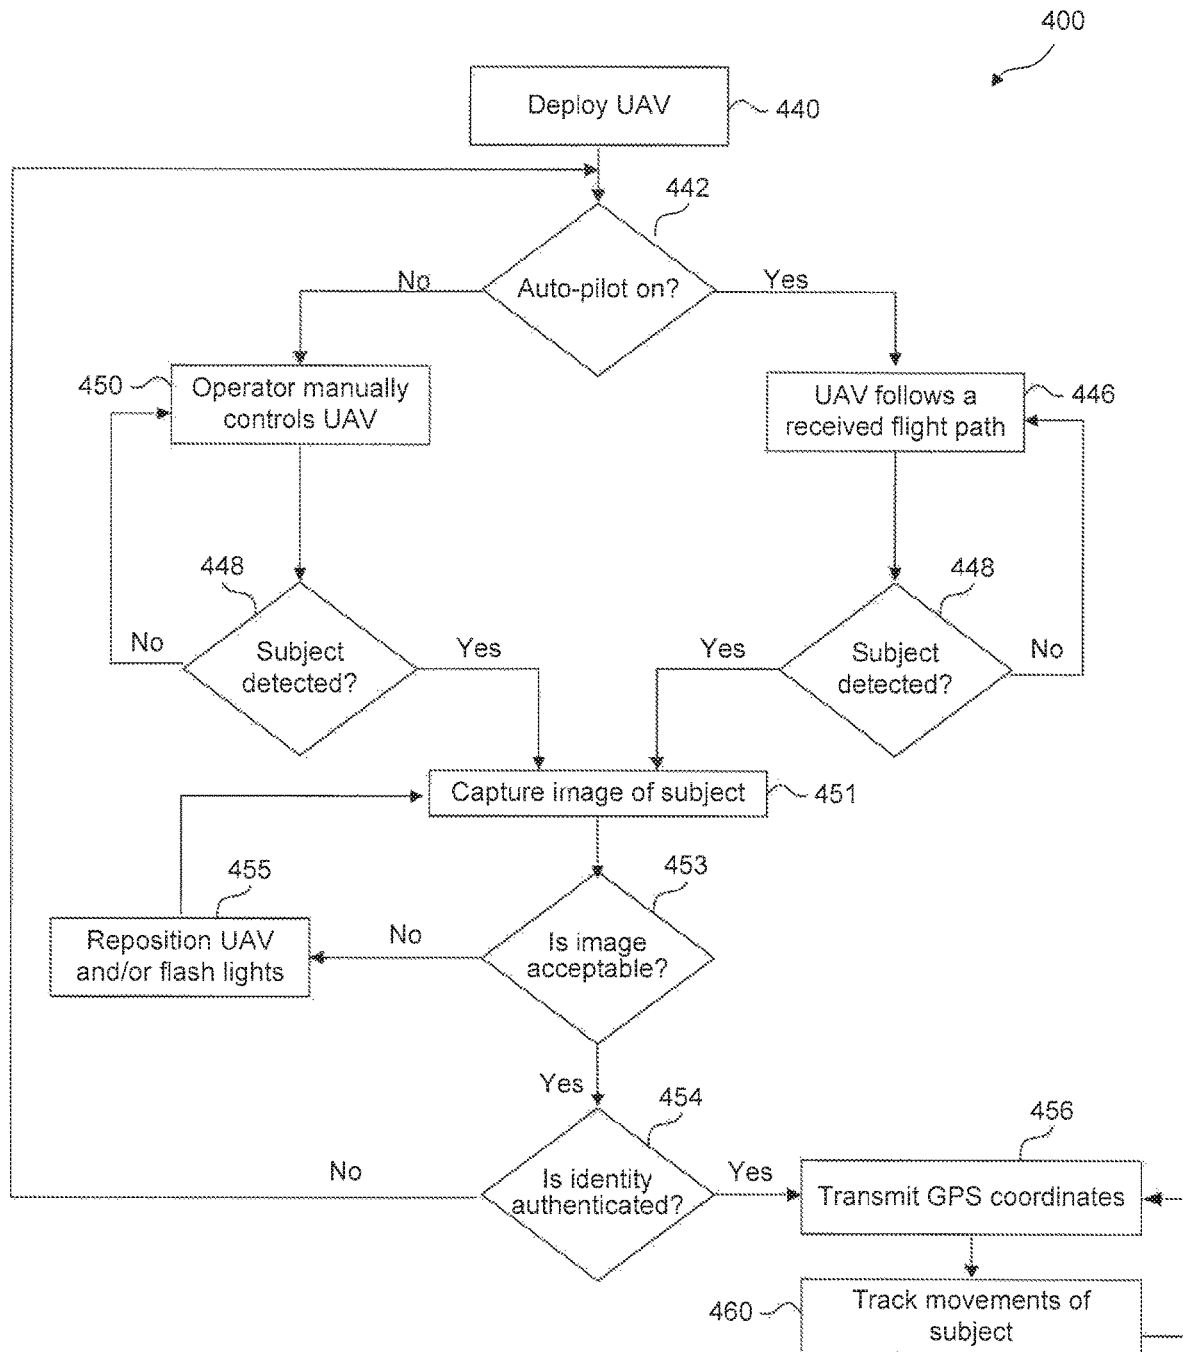 400
Deploy UAV
440
442
No
Auto-pilot on?
Yes
450
Operator manually
controls UAV
UAV follows a
received flight path
446
448
448
No
Subject
detected?
Yes
Yes
Subject
detected?
No
Capture image of subject
451
453
455
Reposition UAV
and/or flash lights
No
Is image
acceptable?
Yes
454
456
No
Is identity
authenticated?
Yes
Transmit GPS coordinates
460
Track movements of
subject